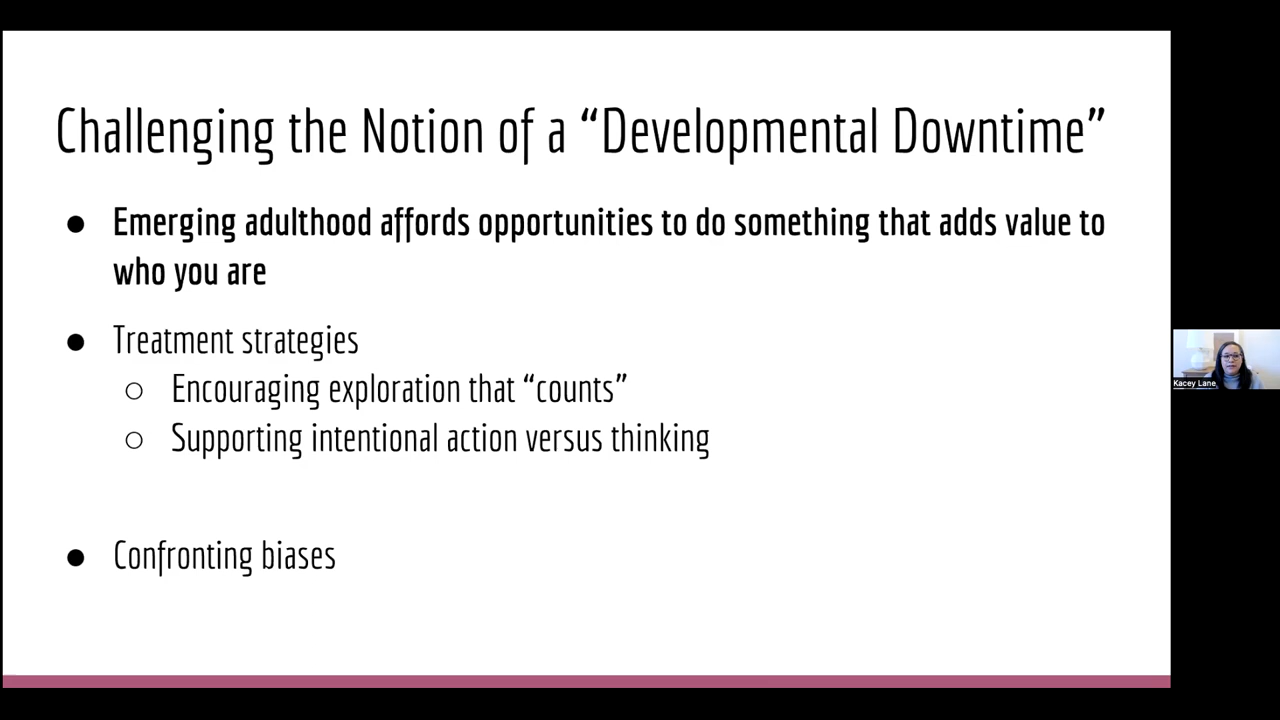 Challenging the Notion of a “Developmental Downtime”
● Emerging adulthood affords opportunities to do something that adds value to
who you are
● Treatment strategies
○ Encouraging exploration that “counts”
○ Supporting intentional action versus thinking
● Confronting biases
Kacey Lane